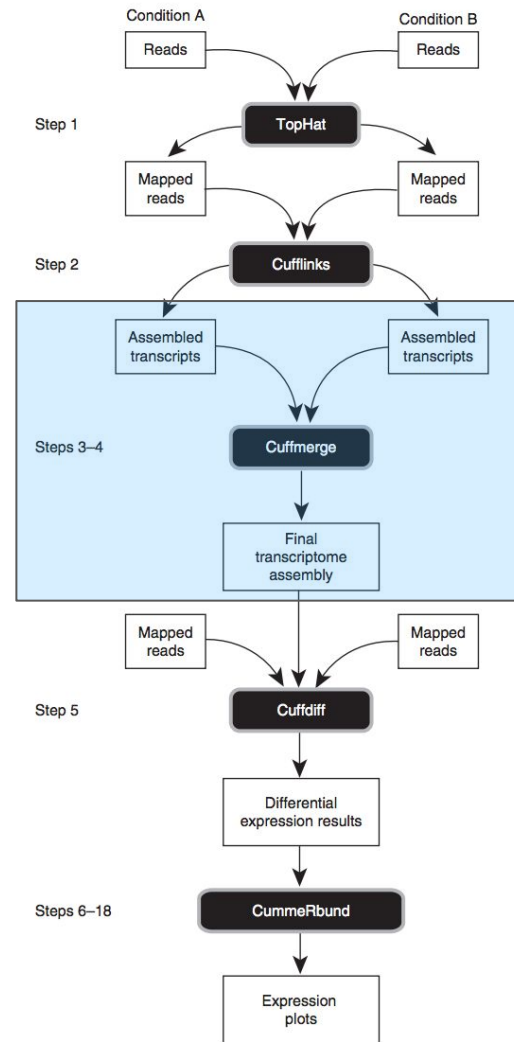 Condition A
Condition B
Reads
Reads
Step 1
TopHat
Mapped
reads
Mapped
reads
Step 2
Cufflinks
Assembled
transcripts
Assembled
transcripts
Steps 3–4
Cuffmerge
Final
transcriptome
assembly
Mapped
reads
Mapped
reads
Step 5
Cuffdiff
Differential
expression results
Steps 6–18
CummeRbund
Expression
plots